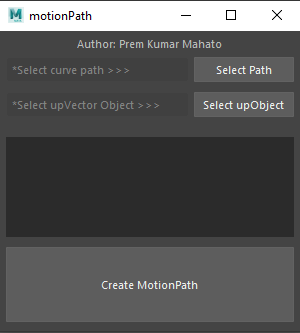 motionPath
Author: Prem Kumar Mahato
*Select curve path >>>
Select Path
*Select upVector Object >>>
Select upObject
Create MotionPath